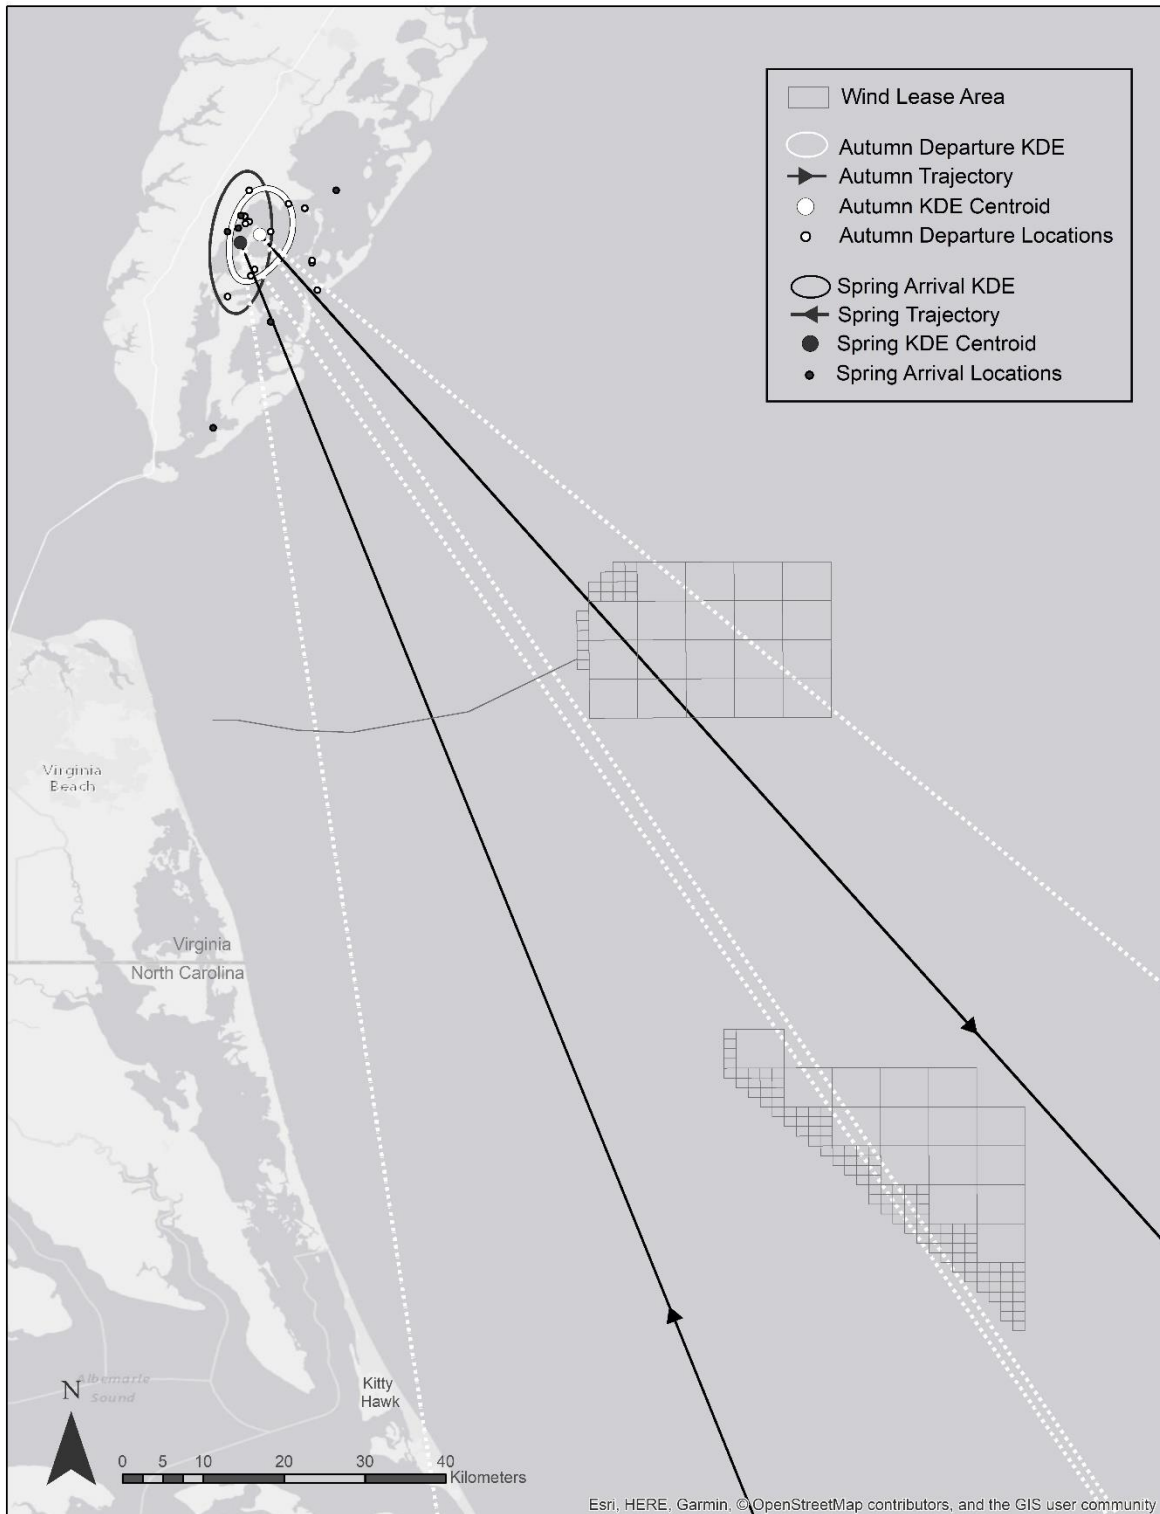 Wind Lease Area
Autumn Departure KDE
Autumn Trajectory
Autumn KDE Centroid
Autumn Departure Locations
Spring Arrival KDE
Spring Trajectory
Spring KDE Centroid
Spring Arrival Locations
Virginia
Beach
Virginia
North Carolina
Albemarle
Sound
Kitty
Hawk
N
0 5 10 20 30 40
Kilometers
Esri, HERE, Garmin, © OpenStreetMap contributors, and the GIS user community